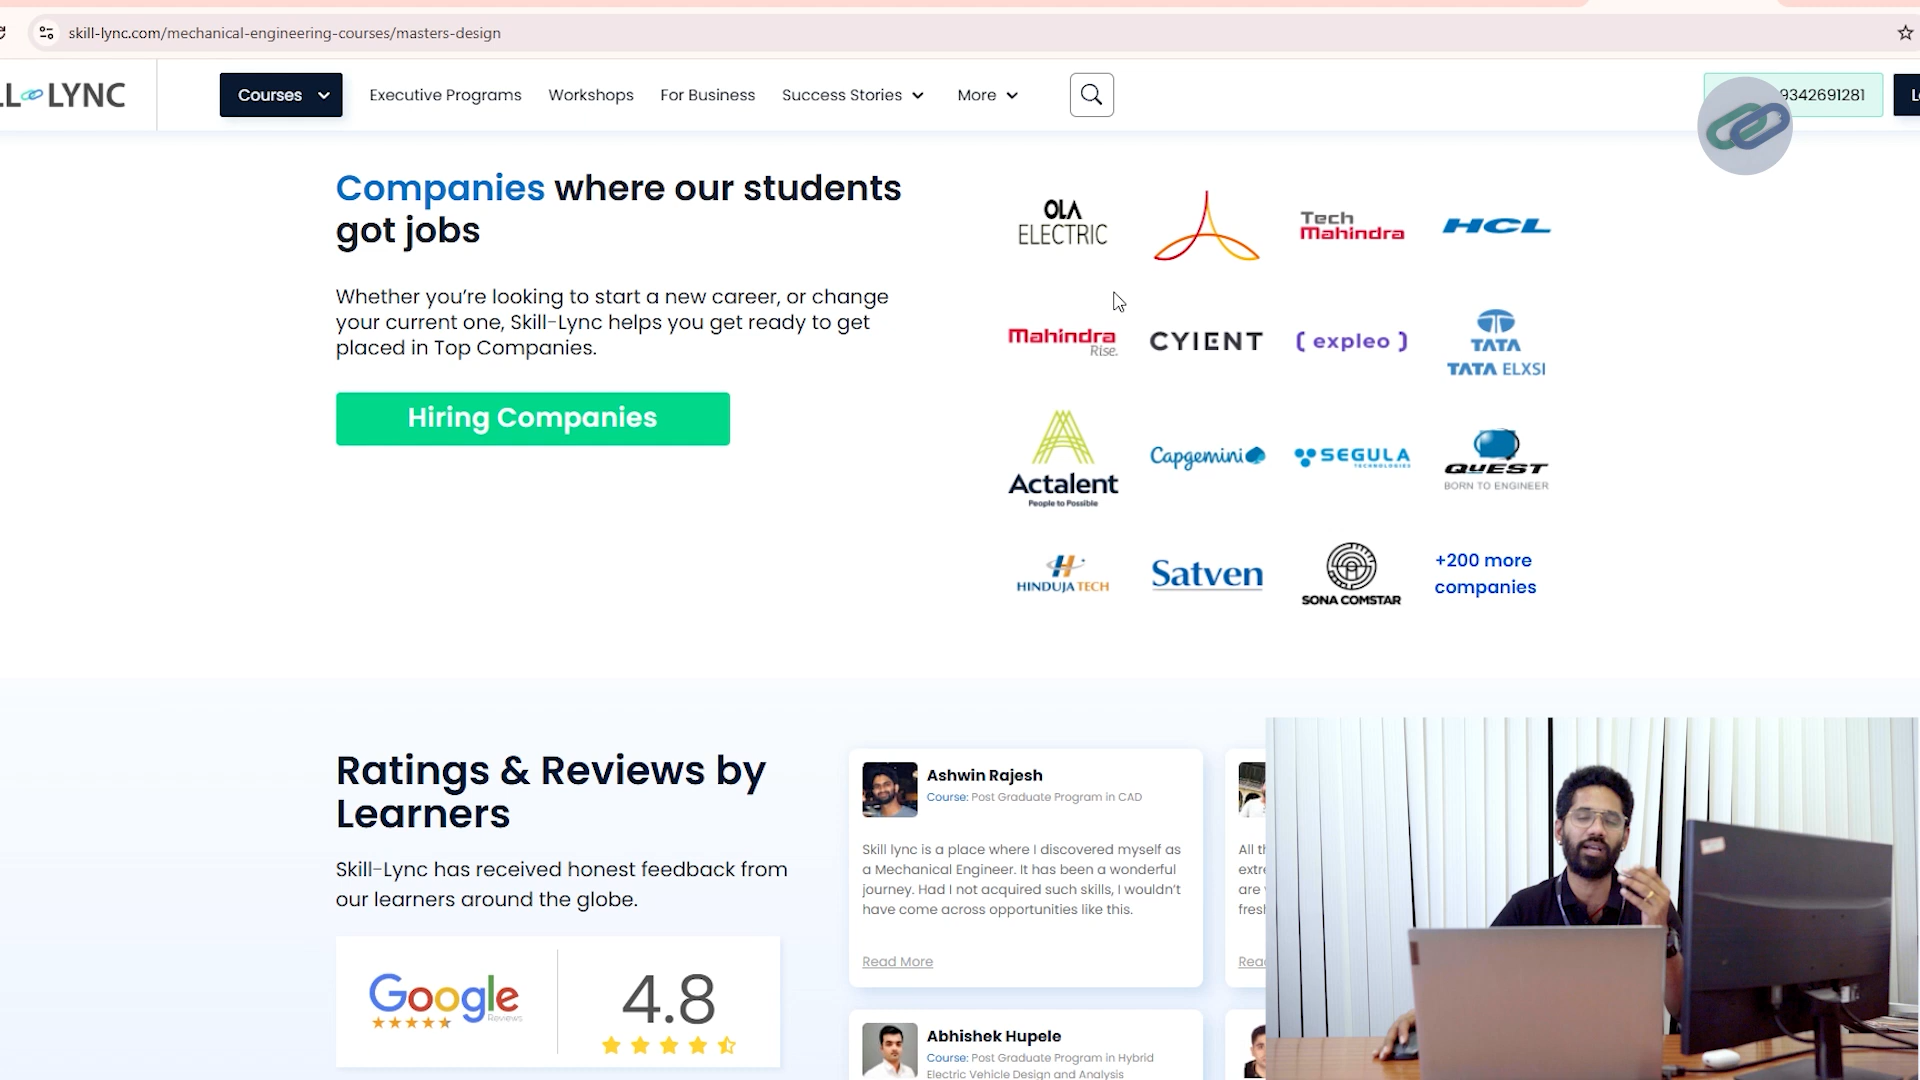 skill-lync.com/mechanical-engineering-courses/masters-design
LYNC
Courses
Executive Programs
Workshops
For Business
Success Stories
More
9342691281
Companies where our students
got jobs
Whether you're looking to start a new career, or change
your current one, Skill-Lync helps you get ready to get
placed in Top Companies.
Hiring Companies
OLA
ELECTRIC
Tech
Mahindra
HCL
Mahindra
Rise.
CYIENT
( expleo )
TATA
TATA ELXSI
Actalent
People to Possible
Capgemini
SEGULA
TECHNOLOGIES
QUEST
BORN TO ENGINEER
HINDUJA TECH
Satven
SONA COMSTAR
+200 more
companies
Ratings & Reviews by
Learners
Skill-Lync has received honest feedback from
our learners around the globe.
Google
Reviews
4.8
Ashwin Rajesh
Course: Post Graduate Program in CAD
Skill lync is a place where I discovered myself as
a Mechanical Engineer. It has been a wonderful
journey. Had I not acquired such skills, I wouldn't
have come across opportunities like this.
Read More
Abhishek Hupele
Course: Post Graduate Program in Hybrid
Electric Vehicle Design and Analysis